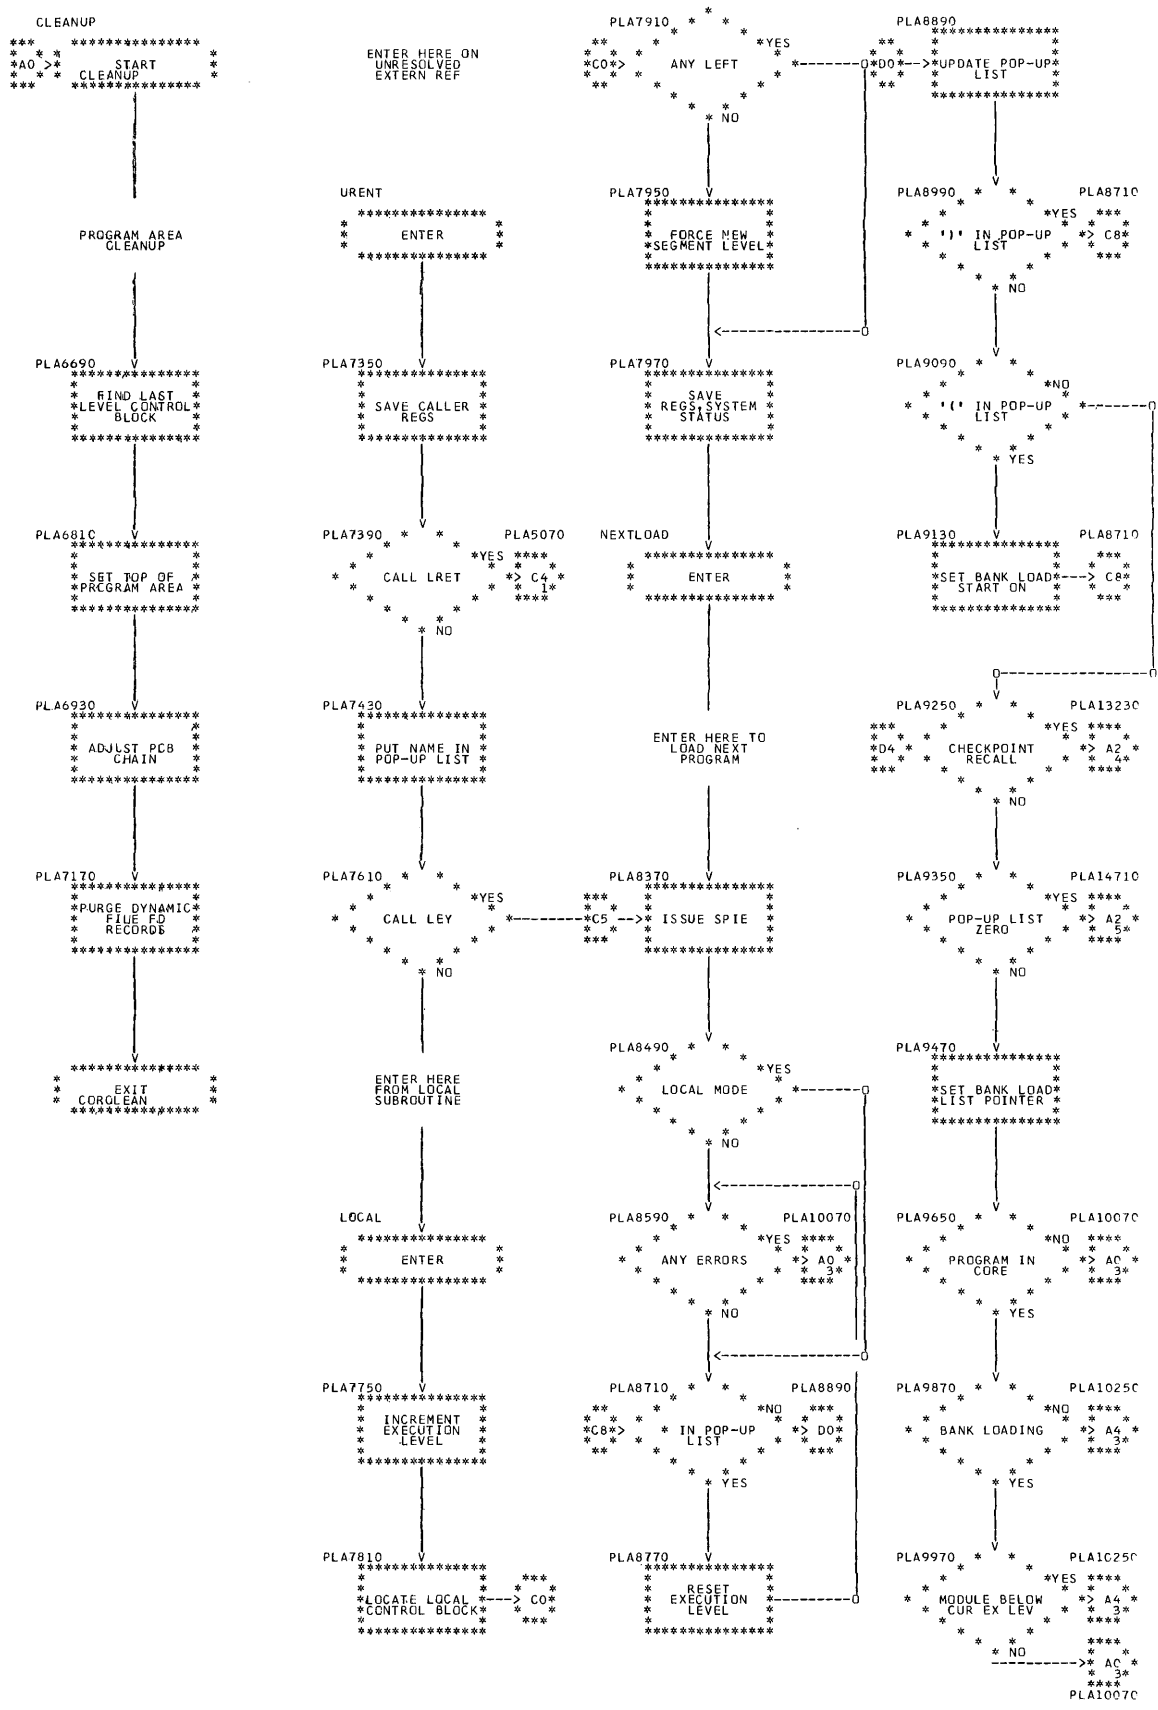 CLEANUP
A0
START
CLEANUP
PROGRAM AREA
CLEANUP
PLA6690
FIND LAST
LEVEL CONTROL
BLOCK
PLA6810
SET TOP OF
PROGRAM AREA
PLA6930
ADJUST PCB
CHAIN
PLA7170
PURGE DYNAMIC
FILE FD
RECORDS
EXIT
COROLEAN
ENTER HERE ON
UNRESOLVED
EXTERN REF
URENT
ENTER
PLA7350
SAVE CALLER
REGS
PLA7390
CALL LRET
YES
PLA5070
C4
1
NO
PLA7430
PUT NAME IN
POP-UP LIST
PLA7610
CALL LEY
YES
NO
ENTER HERE
FROM LOCAL
SUBROUTINE
LOCAL
ENTER
PLA7750
INCREMENT
EXECUTION
LEVEL
PLA7810
LOCATE LOCAL
CONTROL BLOCK
C0
PLA7910
C0
ANY LEFT
YES
NO
PLA7950
FORCE NEW
SEGMENT LEVEL
PLA7970
SAVE
REGS,SYSTEM
STATUS
NEXTLOAD
ENTER
ENTER HERE TO
LOAD NEXT
PROGRAM
PLA8370
C5
ISSUE SPIE
PLA8490
LOCAL MODE
YES
NO
PLA8590
ANY ERRORS
YES
PLA10070
A0
3
NO
PLA8710
C8
* IN POP-UP
LIST
NO
PLA8890
D0
YES
PLA8770
RESET
EXECUTION
LEVEL
PLA8890
D0
UPDATE POP-UP
LIST
PLA8990
')' IN POP-UP
LIST
YES
PLA8710
C8
NO
PLA9090
'(' IN POP-UP
LIST
NO
YES
PLA9130
SET BANK LOAD
START ON
PLA8710
C8
PLA9250
D4
CHECKPOINT
RECALL
YES
PLA13230
A2
4
NO
PLA9350
POP-UP LIST
ZERO
YES
PLA14710
A2
5
NO
PLA9470
SET BANK LOAD
LIST POINTER
PLA9650
PROGRAM IN
CORE
NO
PLA10070
A0
3
YES
PLA9870
BANK LOADING
NO
PLA10250
A4
3
YES
PLA9970
MODULE BELOW
CUR EX LEV
YES
PLA10250
A4
3
NO
A0
3
PLA10070